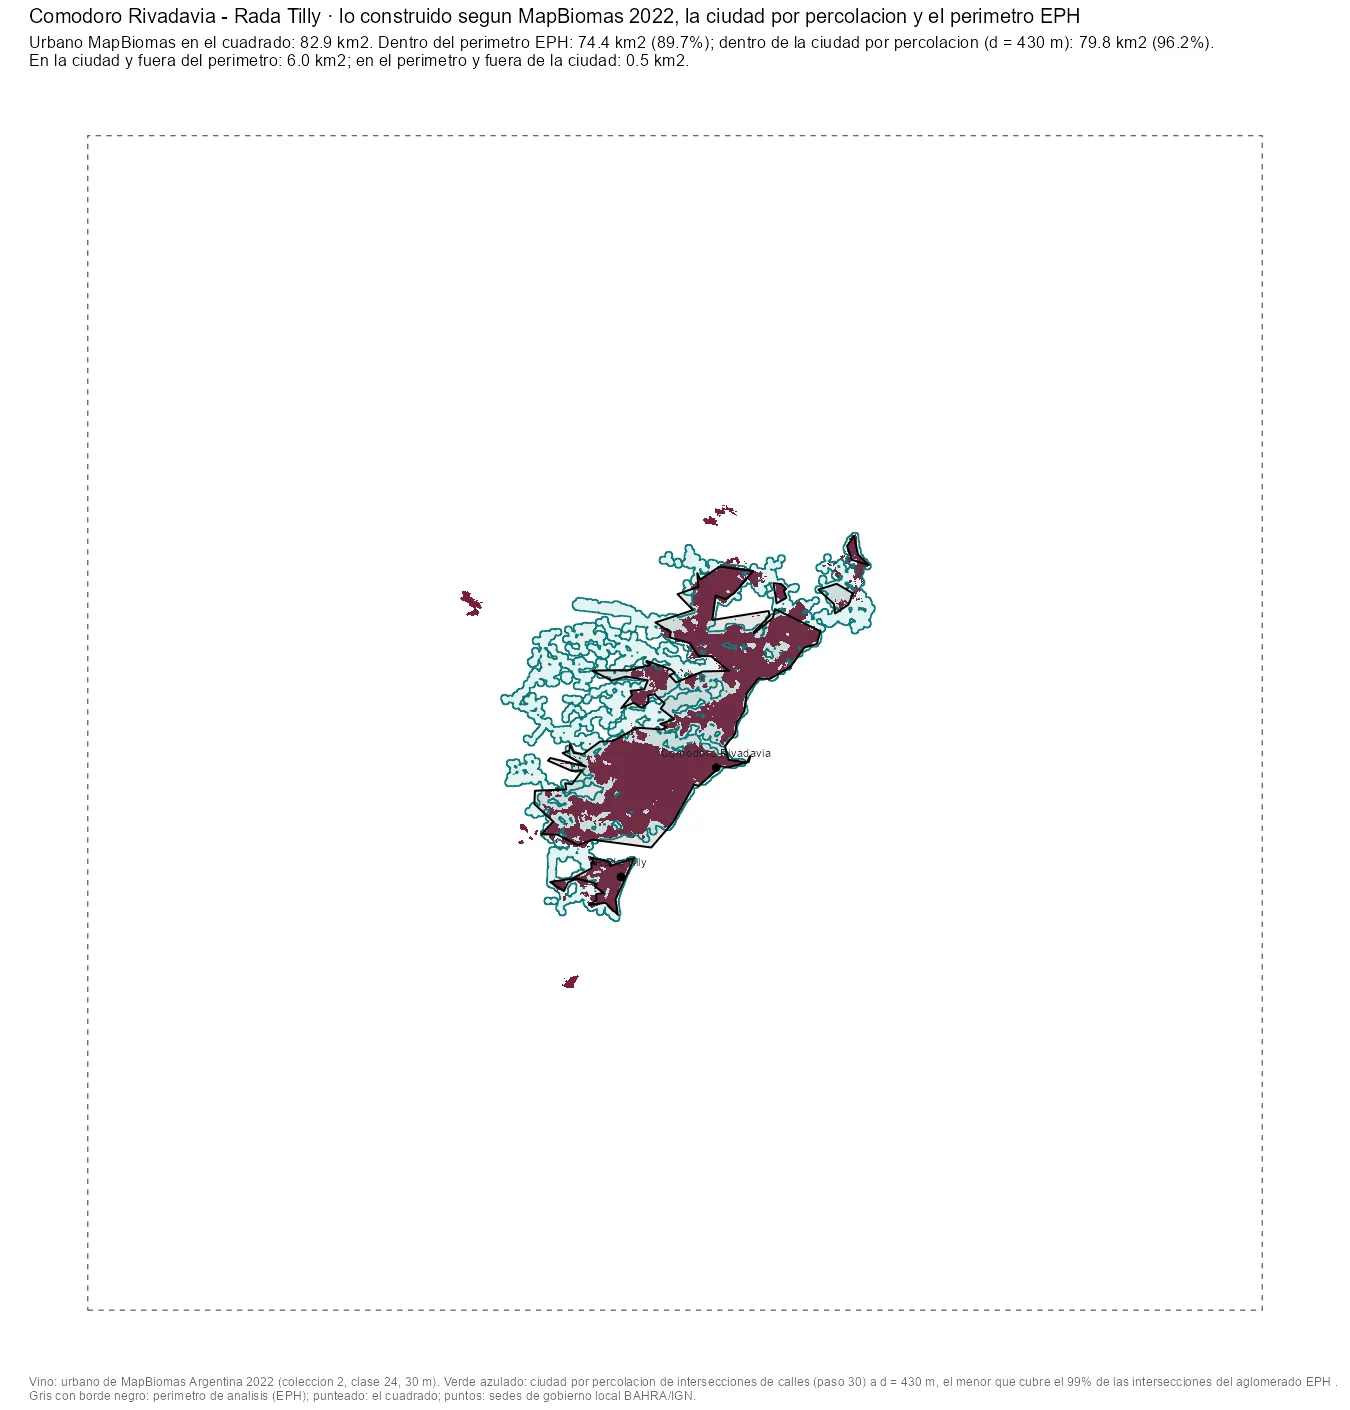 Comodoro Rivadavia - Rada Tilly · lo construido segun MapBiomas 2022, la ciudad por percolacion y el perimetro EPH
Urbano MapBiomas en el cuadrado: 82.9 km2. Dentro del perimetro EPH: 74.4 km2 (89.7%); dentro de la ciudad por percolacion (d = 430 m): 79.8 km2 (96.2%).
En la ciudad y fuera del perimetro: 6.0 km2; en el perimetro y fuera de la ciudad: 0.5 km2.
Comodoro Rivadavia
Vino: urbano de MapBiomas Argentina 2022 (coleccion 2, clase 24, 30 m). Verde azulado: ciudad por percolacion de intersecciones de calles (paso 30) a d = 430 m, el menor que cubre el 99% de las intersecciones del aglomerado EPH .
Gris con borde negro: perimetro de analisis (EPH); punteado: el cuadrado; puntos: sedes de gobierno local BAHRA/IGN.